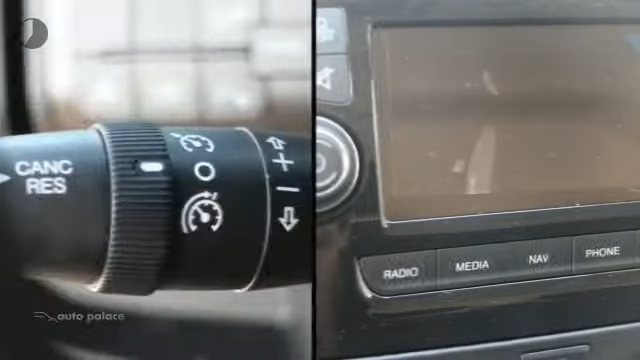 CANC
RES
+
−
RADIO
MEDIA
NAV
PHONE
auto palace